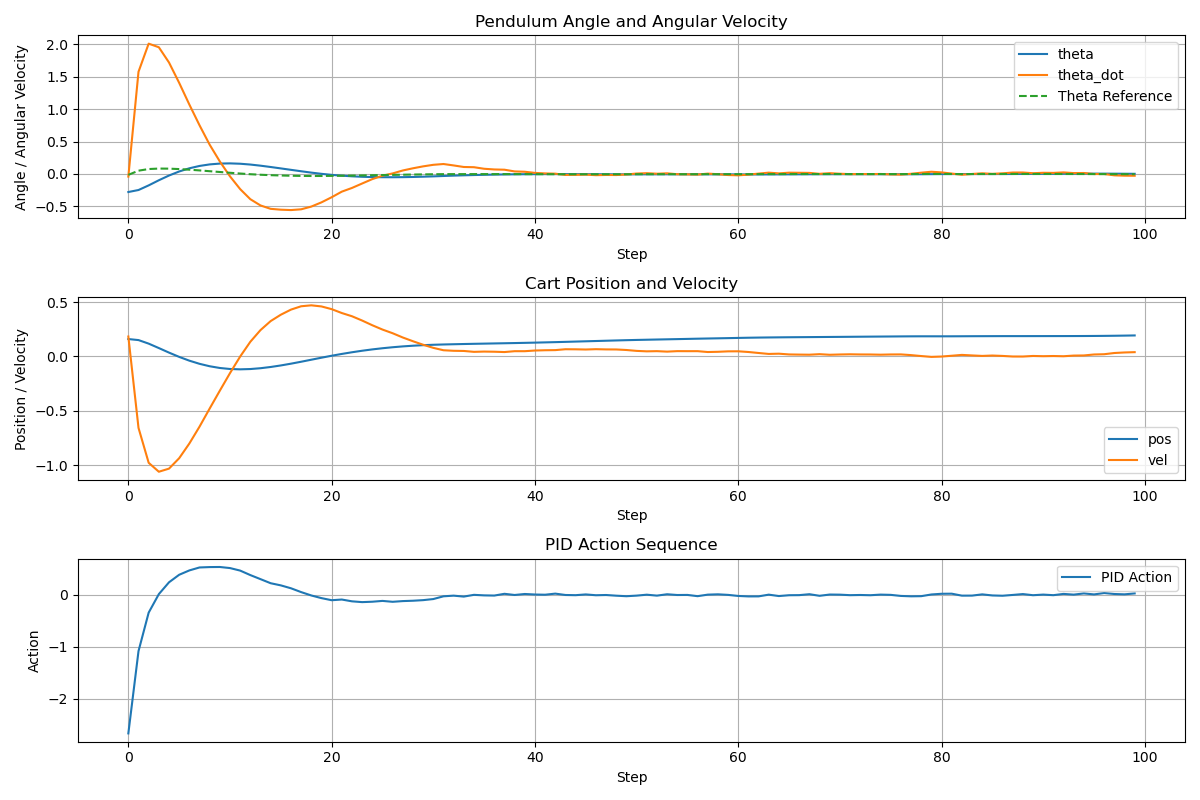 Pendulum Angle and Angular Velocity
Angle / Angular Velocity
2.0
1.5
1.0
0.5
0.0
−0.5
theta
theta_dot
Theta Reference
0 20 40 60 80 100
Step
Cart Position and Velocity
Position / Velocity
0.5
0.0
−0.5
−1.0
pos
vel
0 20 40 60 80 100
Step
PID Action Sequence
Action
0
−1
−2
PID Action
0 20 40 60 80 100
Step